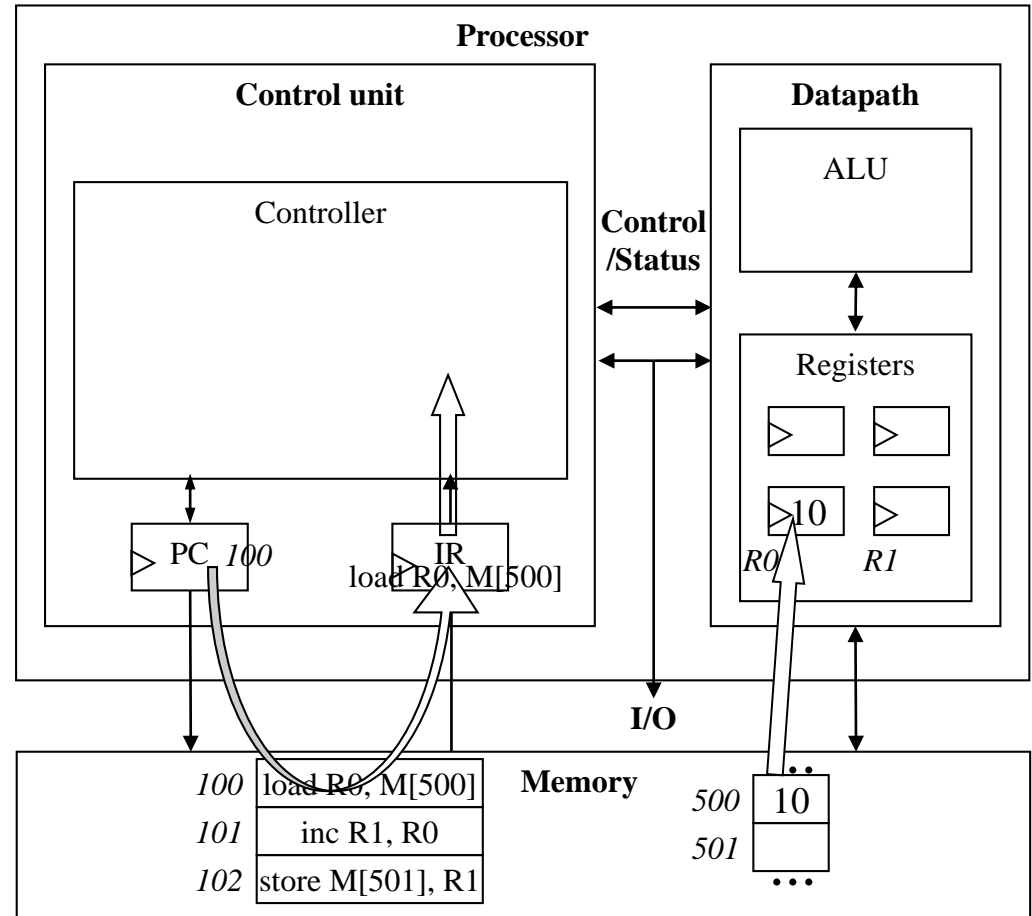 Processor
Control unit
Datapath
ALU
Controller
Control
/Status
Registers
10
R0
R1
PC
100
IR
load R0, M[500]
I/O
Memory
100
load R0, M[500]
101
inc R1, R0
102
store M[501], R1
500
10
501